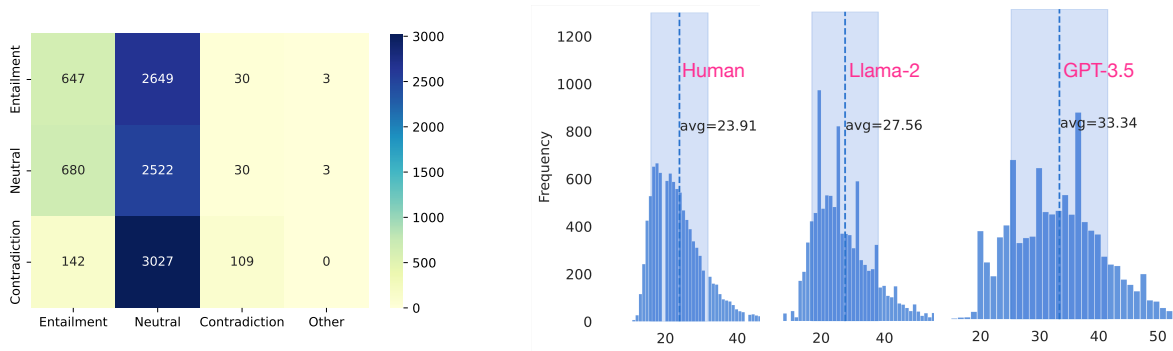 Entailment
Neutral
Contradiction
647 2649 30 3
680 2522 30 3
142 3027 109 0
Entailment Neutral Contradiction Other
3000
2500
2000
1500
1000
500
0
Frequency
1200
1000
800
600
400
200
0
Human
avg=23.91
20 40
Llama-2
avg=27.56
20 40
GPT-3.5
avg=33.34
20 30 40 50